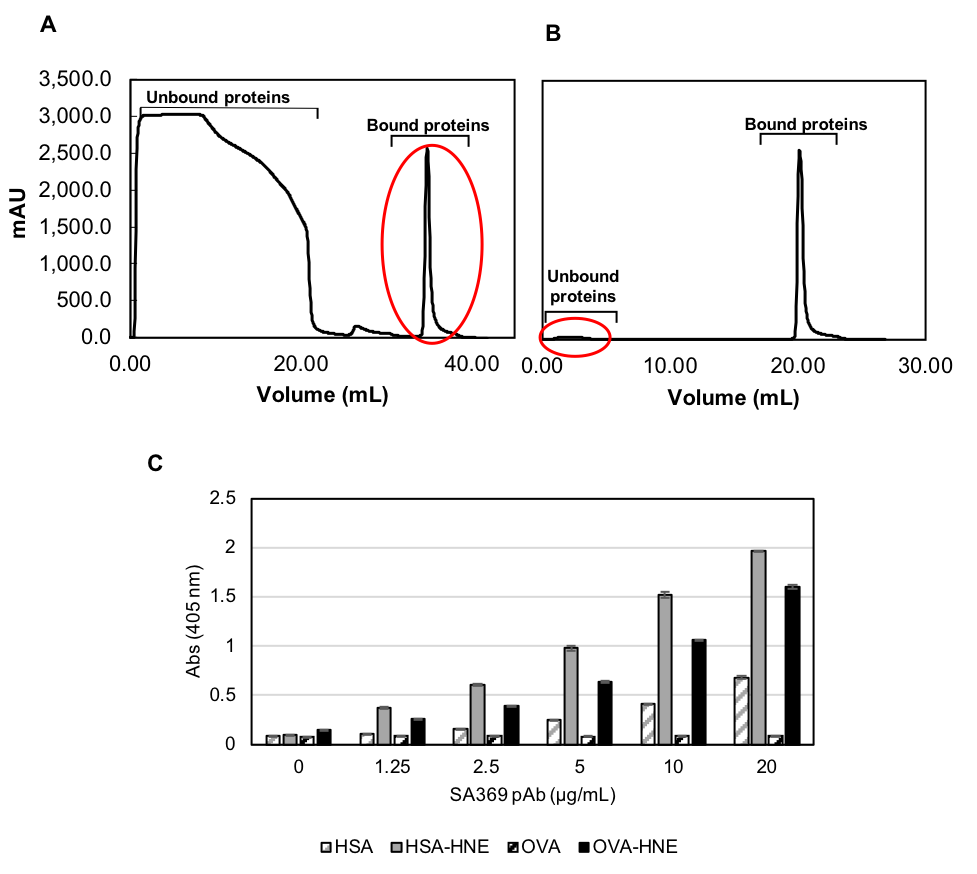 A
B
3,500.0
3,000.0
2,500.0
2,000.0
1,500.0
1,000.0
500.0
0.0
mAU
Unbound proteins
Bound proteins
0.00
20.00
40.00
Volume (mL)
Bound proteins
Unbound
proteins
0.00
10.00
20.00
30.00
Volume (mL)
C
2.5
2
1.5
1
0.5
0
Abs (405 nm)
0
1.25
2.5
5
10
20
SA369 pAb (µg/mL)
HSA
HSA-HNE
OVA
OVA-HNE